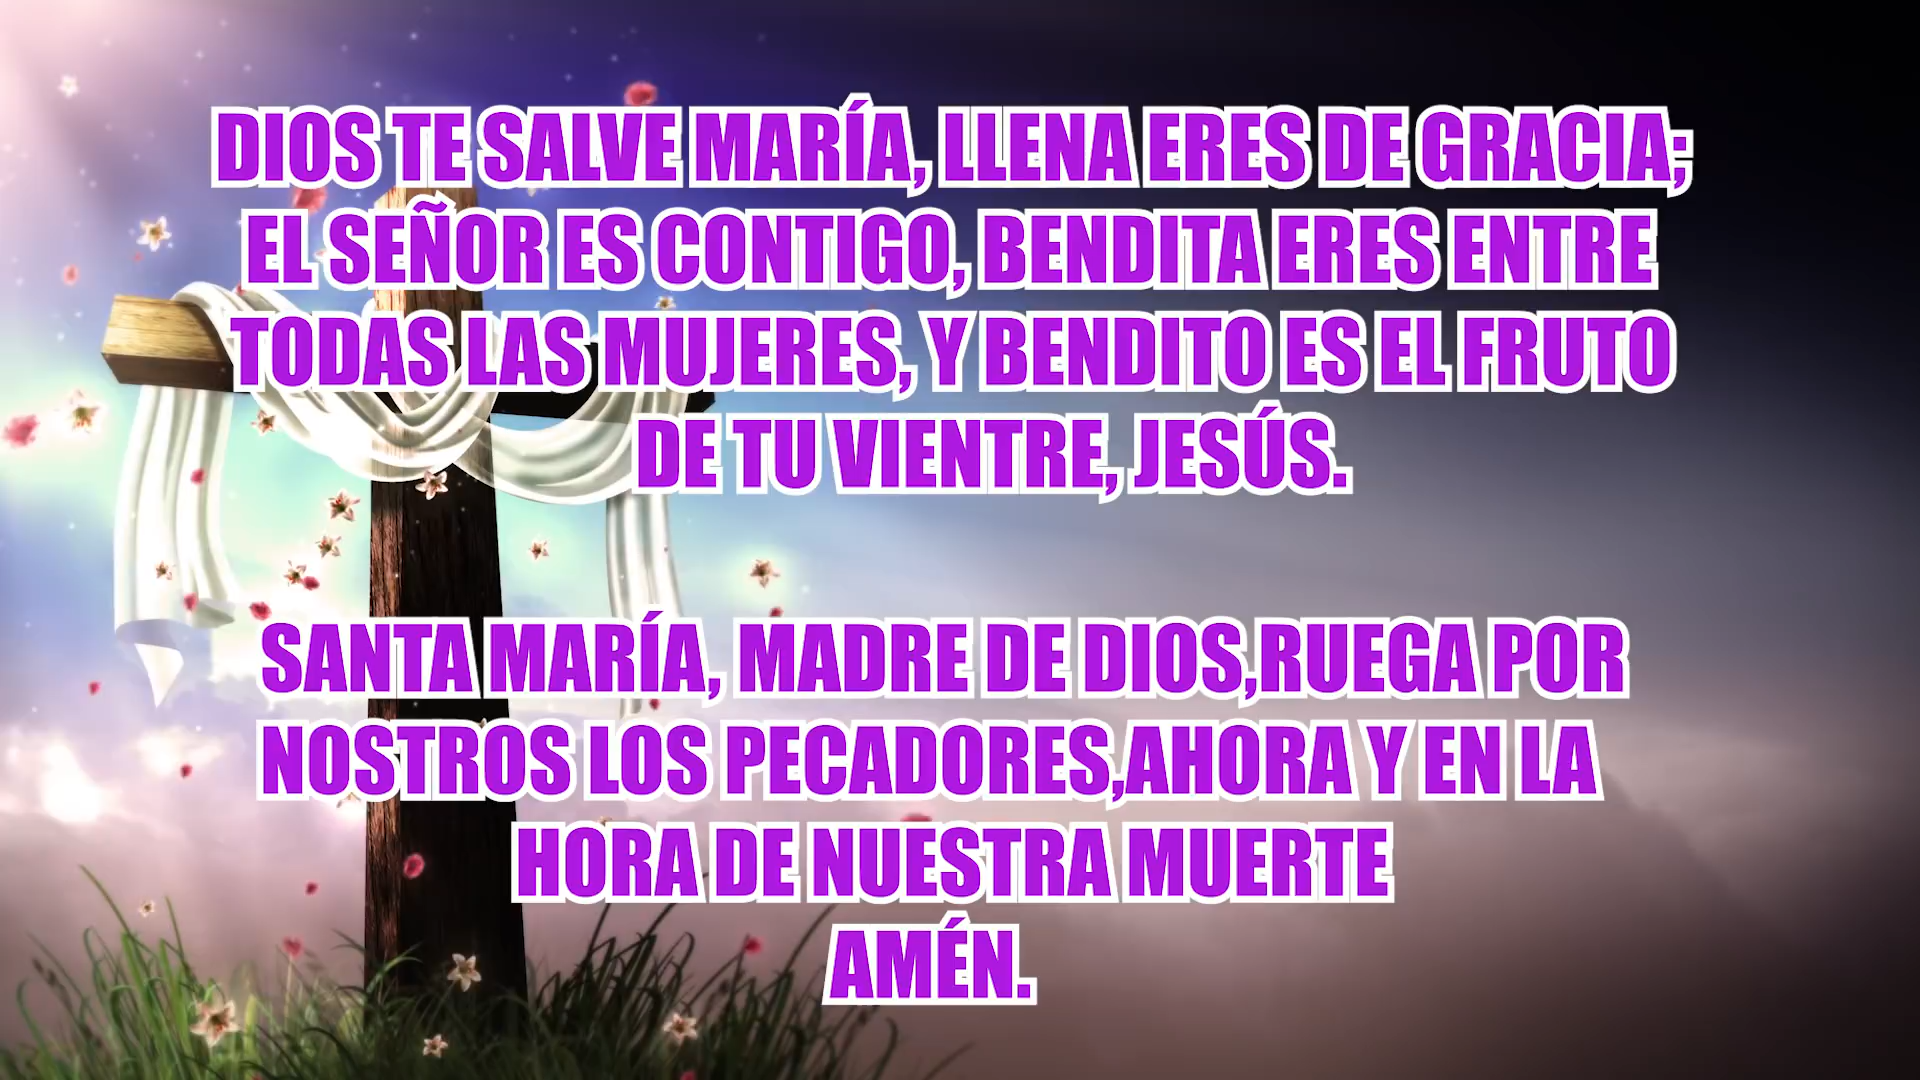 DIOS TE SALVE MARÍA, LLENA ERES DE GRACIA;
EL SEÑOR ES CONTIGO, BENDITA ERES ENTRE
TODAS LAS MUJERES, Y BENDITO ES EL FRUTO
DE TU VIENTRE, JESÚS.
SANTA MARÍA, MADRE DE DIOS,RUEGA POR
NOSTROS LOS PECADORES,AHORA Y EN LA
HORA DE NUESTRA MUERTE
AMÉN.